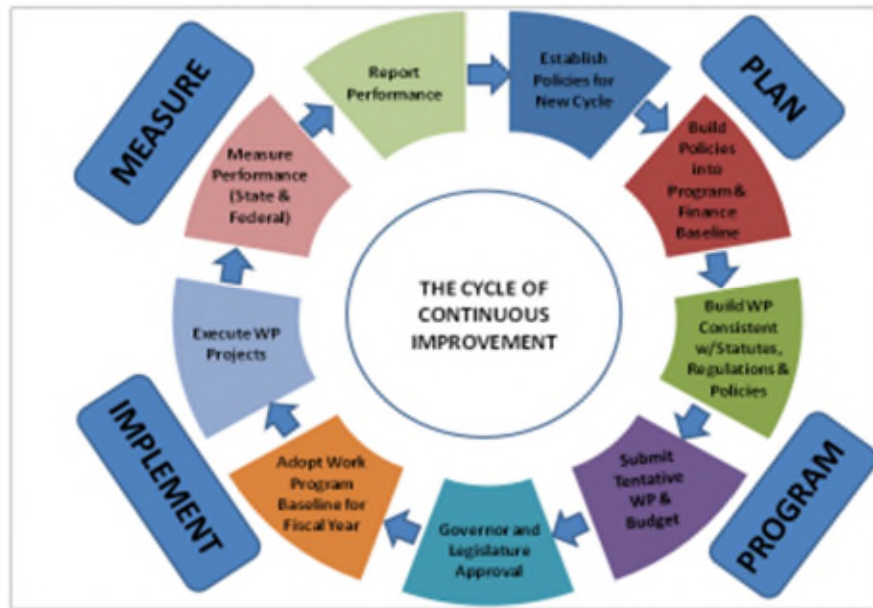 MEASURE
PLAN
Report
Performance
Establish
Policies for
New Cycle
Build
Policies
into
Program &
Finance
Baseline
Build WP
Consistent
w/Statutes,
Regulations &
Policies
Submit
Tentative
WP &
Budget
Governor and
Legislature
Approval
Adopt Work
Program
Baseline for
Fiscal Year
Execute WP
Projects
Measure
Performance
(State &
Federal)
THE CYCLE OF
CONTINUOUS
IMPROVEMENT
IMPLEMENT
PROGRAM